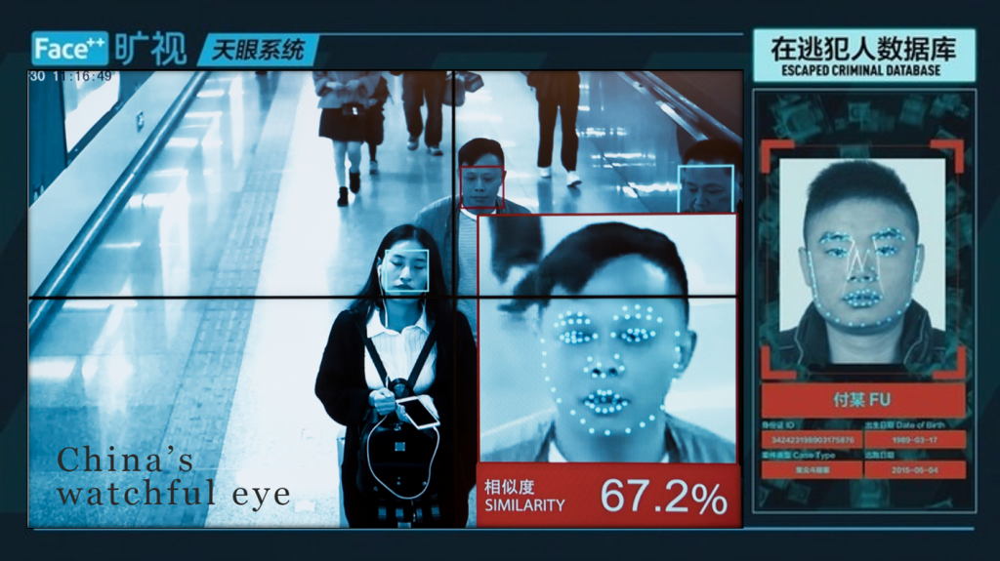 Face++ 旷视 天眼系统
30 11:16:49
在逃犯人数据库
ESCAPED CRIMINAL DATABASE
付某 FU
身份证 ID 出生日期 Date of Birth
342423198903175876 1989-03-17
案件类型 Case Type 出逃日期
2015-05-04
相似度
SIMILARITY
67.2%
China's
watchful eye